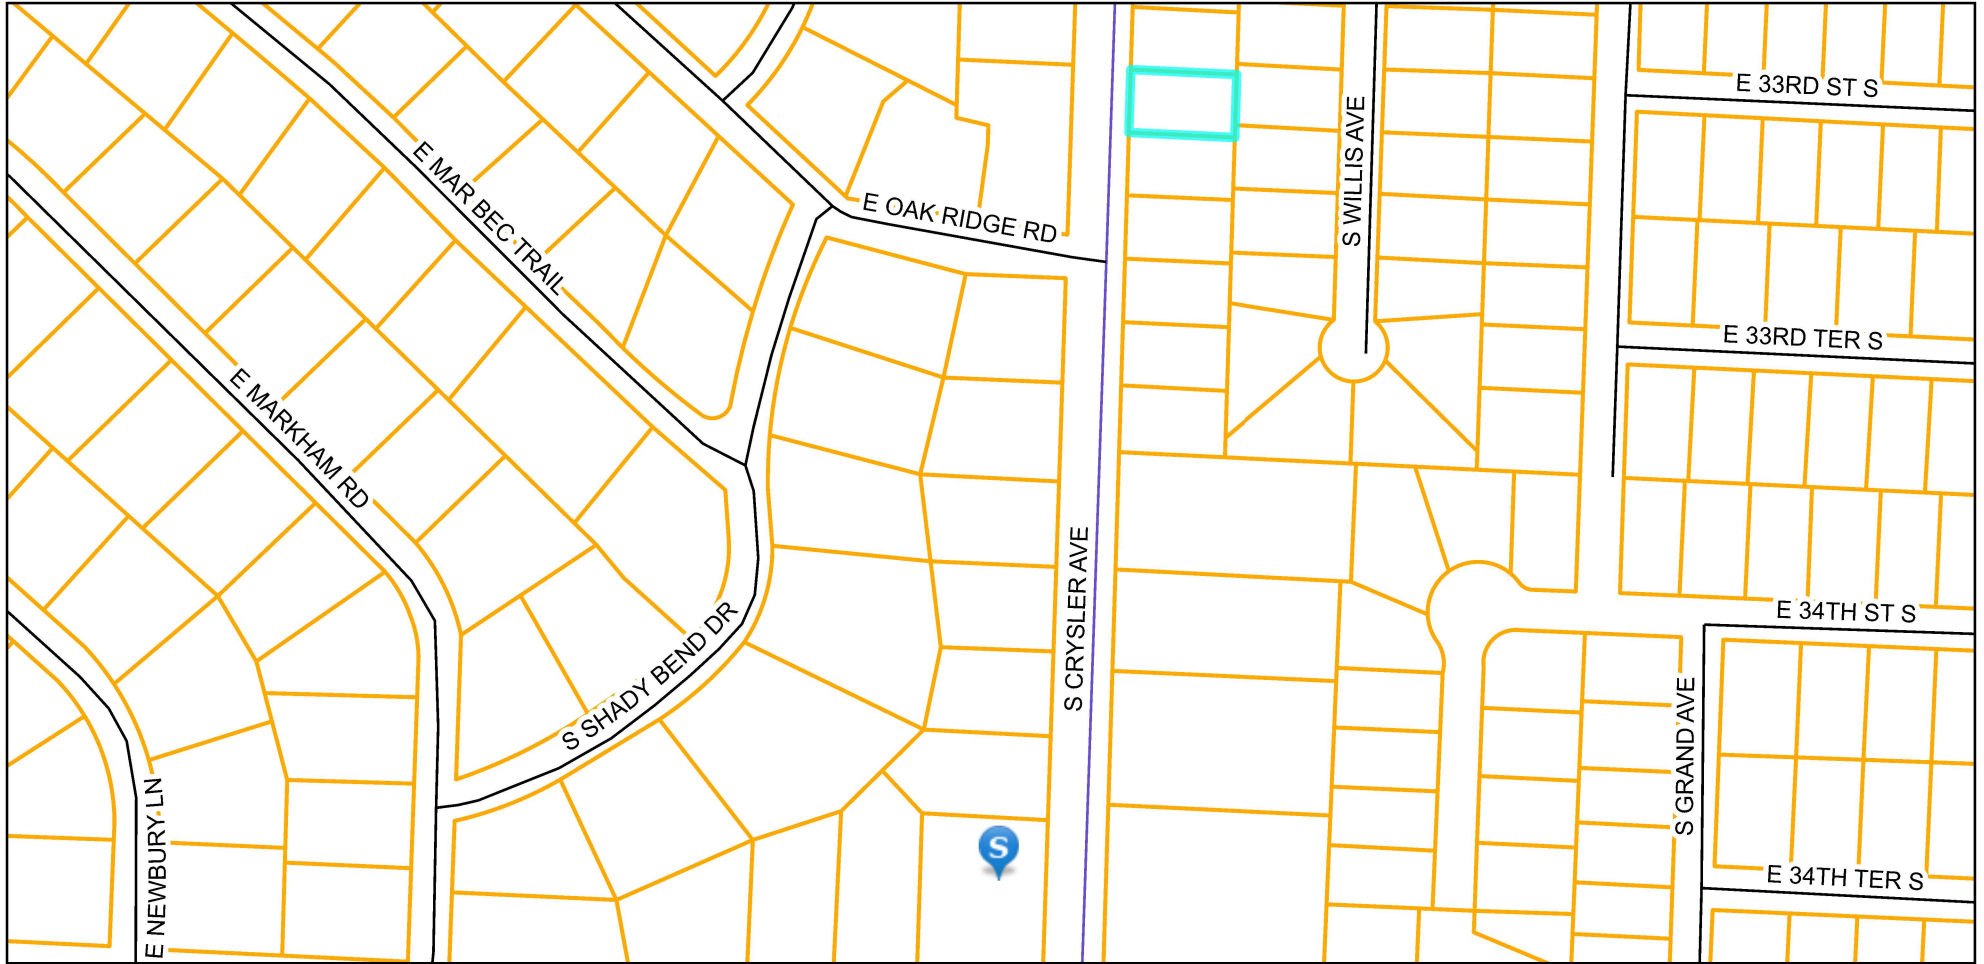 E 33RD ST S
S WILLIS AVE
E MAR BEC TRAIL
E OAK RIDGE RD
E 33RD TER S
E MARKHAM RD
S CRYSLER AVE
E 34TH ST S
S SHADY BEND DR
S GRAND AVE
E NEWBURY LN
S
E 34TH TER S